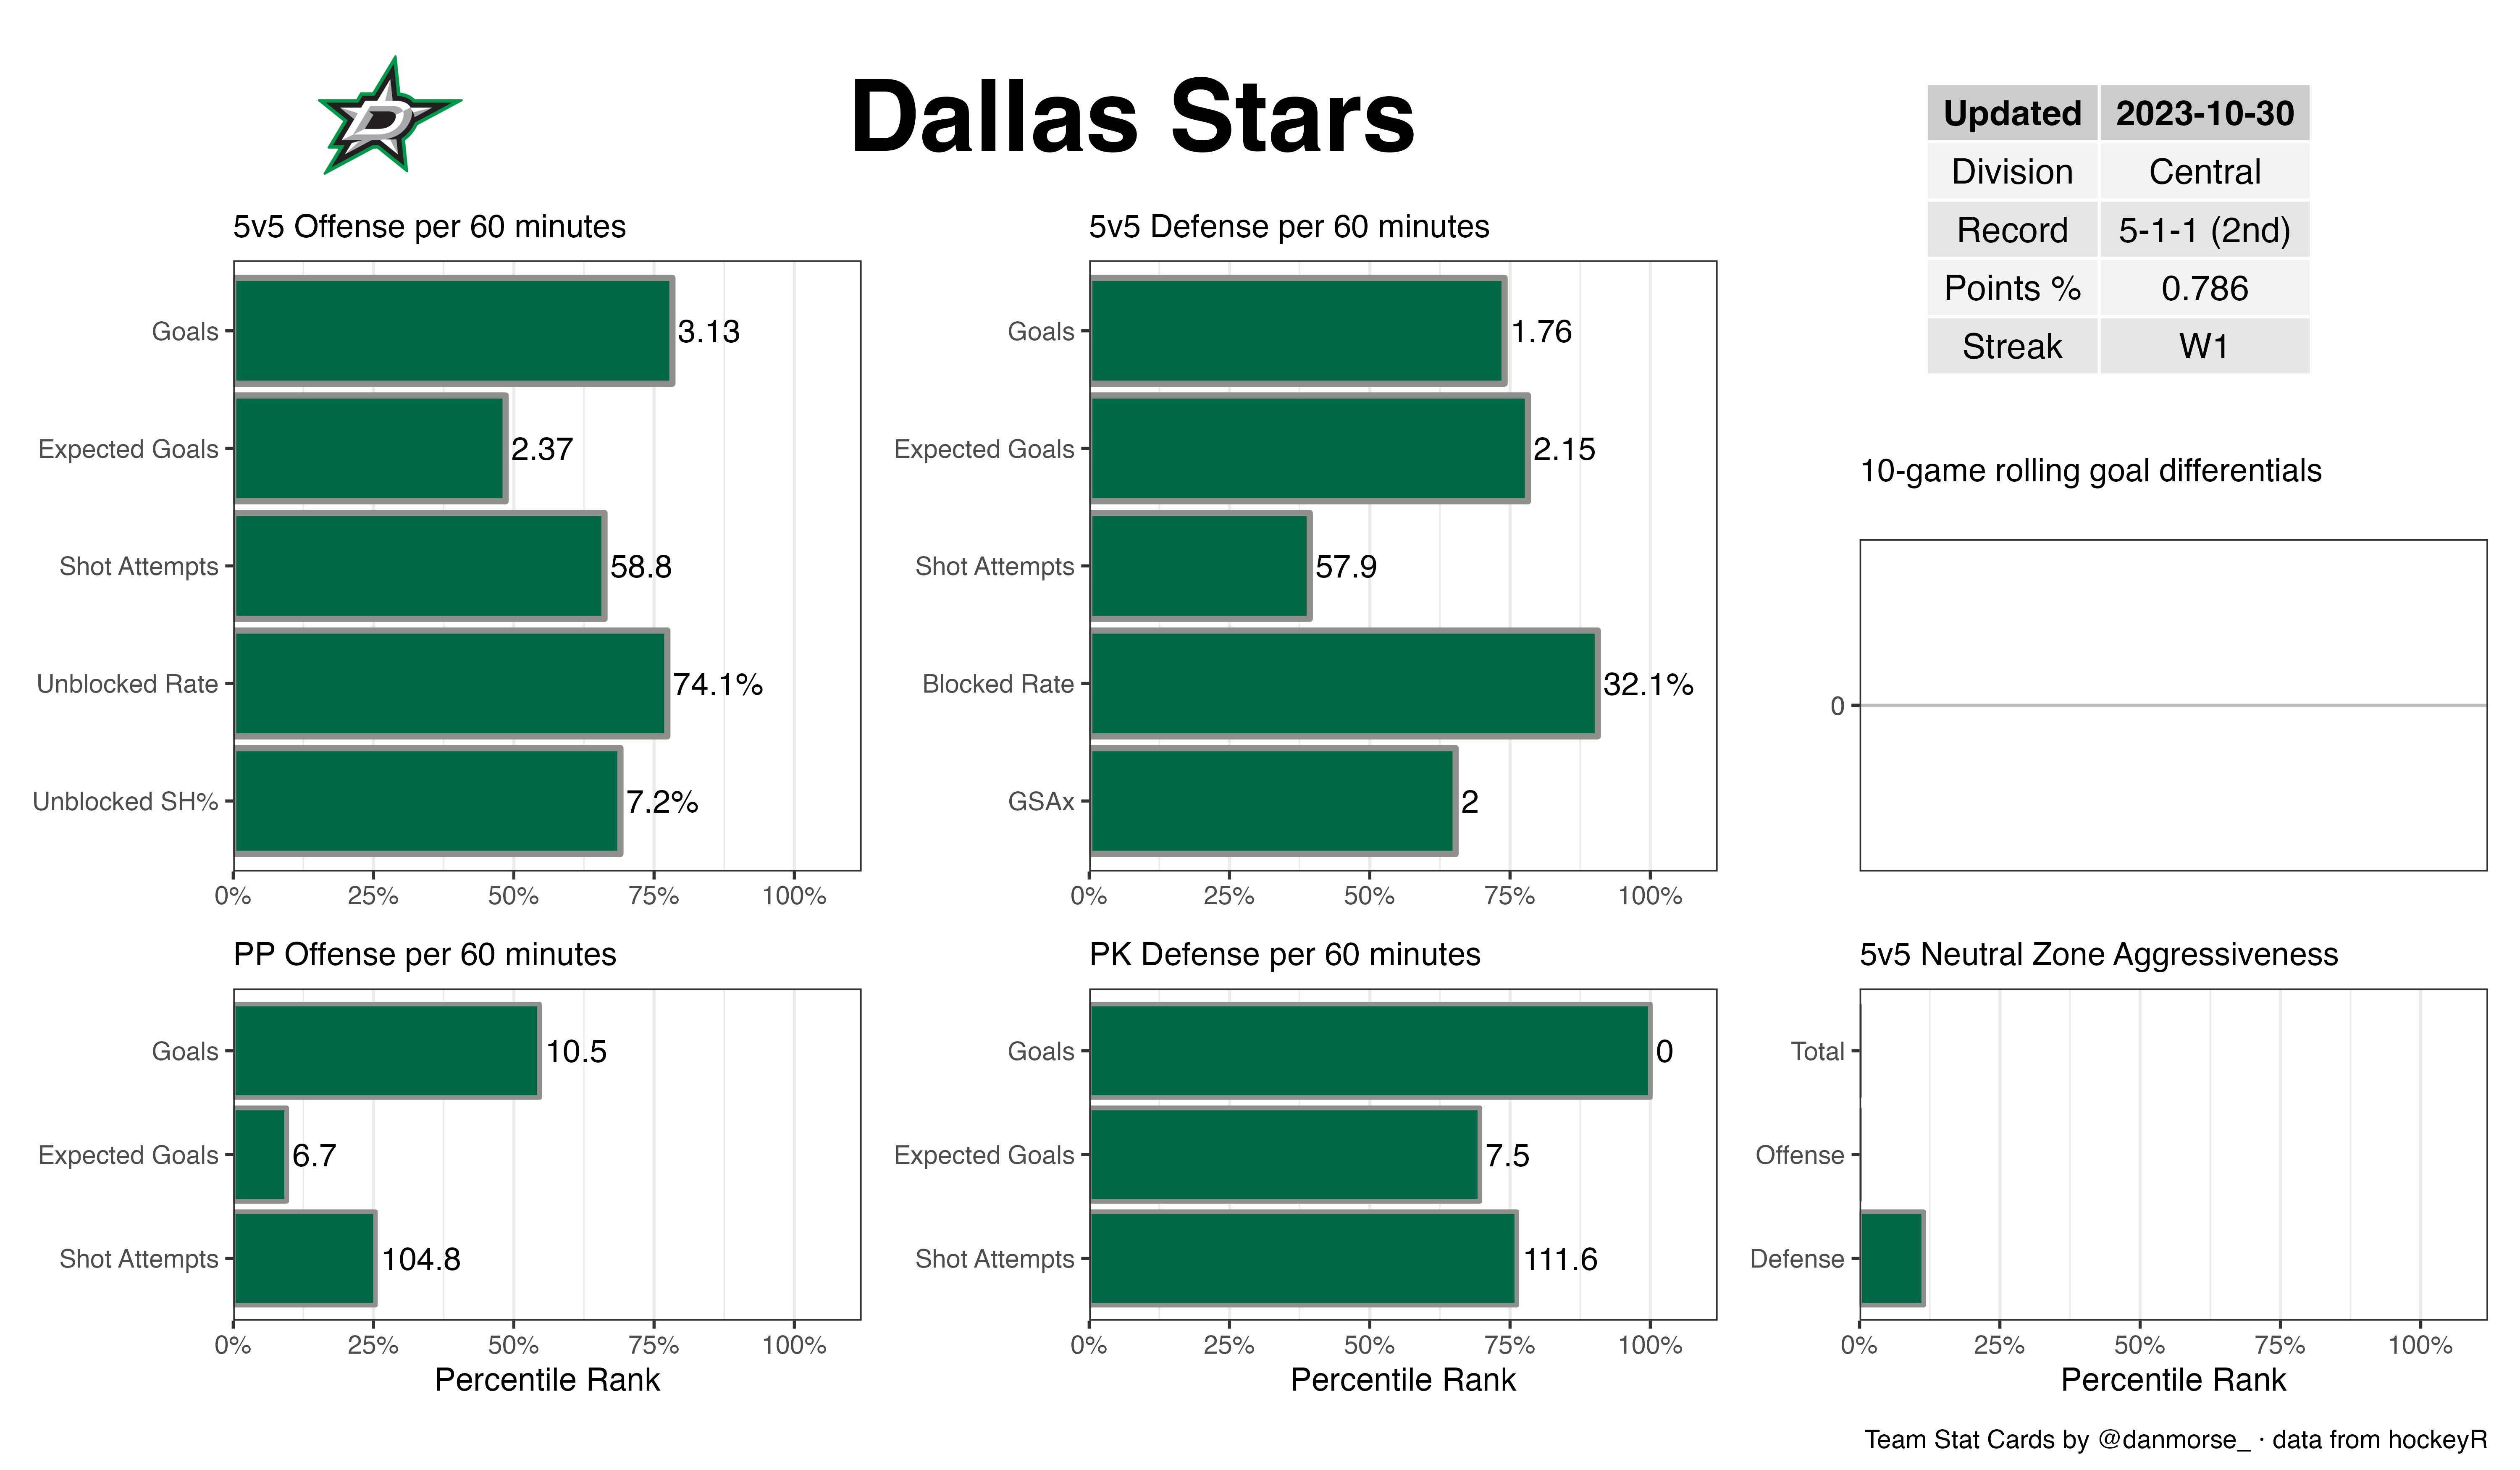 Dallas Stars
Updated 2023-10-30
Division Central
Record 5-1-1 (2nd)
Points % 0.786
Streak W1
5v5 Offense per 60 minutes
Goals 3.13
Expected Goals 2.37
Shot Attempts 58.8
Unblocked Rate 74.1%
Unblocked SH% 7.2%
0% 25% 50% 75% 100%
5v5 Defense per 60 minutes
Goals 1.76
Expected Goals 2.15
Shot Attempts 57.9
Blocked Rate 32.1%
GSAx 2
0% 25% 50% 75% 100%
10-game rolling goal differentials
0
PP Offense per 60 minutes
Goals 10.5
Expected Goals 6.7
Shot Attempts 104.8
0% 25% 50% 75% 100%
Percentile Rank
PK Defense per 60 minutes
Goals 0
Expected Goals 7.5
Shot Attempts 111.6
0% 25% 50% 75% 100%
Percentile Rank
5v5 Neutral Zone Aggressiveness
Total
Offense
Defense
0% 25% 50% 75% 100%
Percentile Rank
Team Stat Cards by @danmorse_ · data from hockeyR